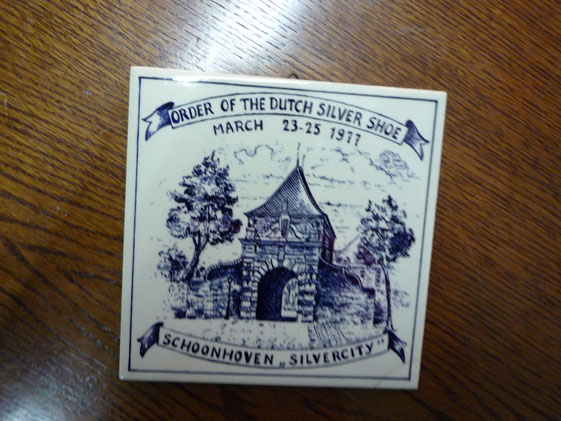 ORDER OF THE DUTCH SILVER SHOE
MARCH 23-25 1977
SCHOONHOVEN „SILVERCITY"